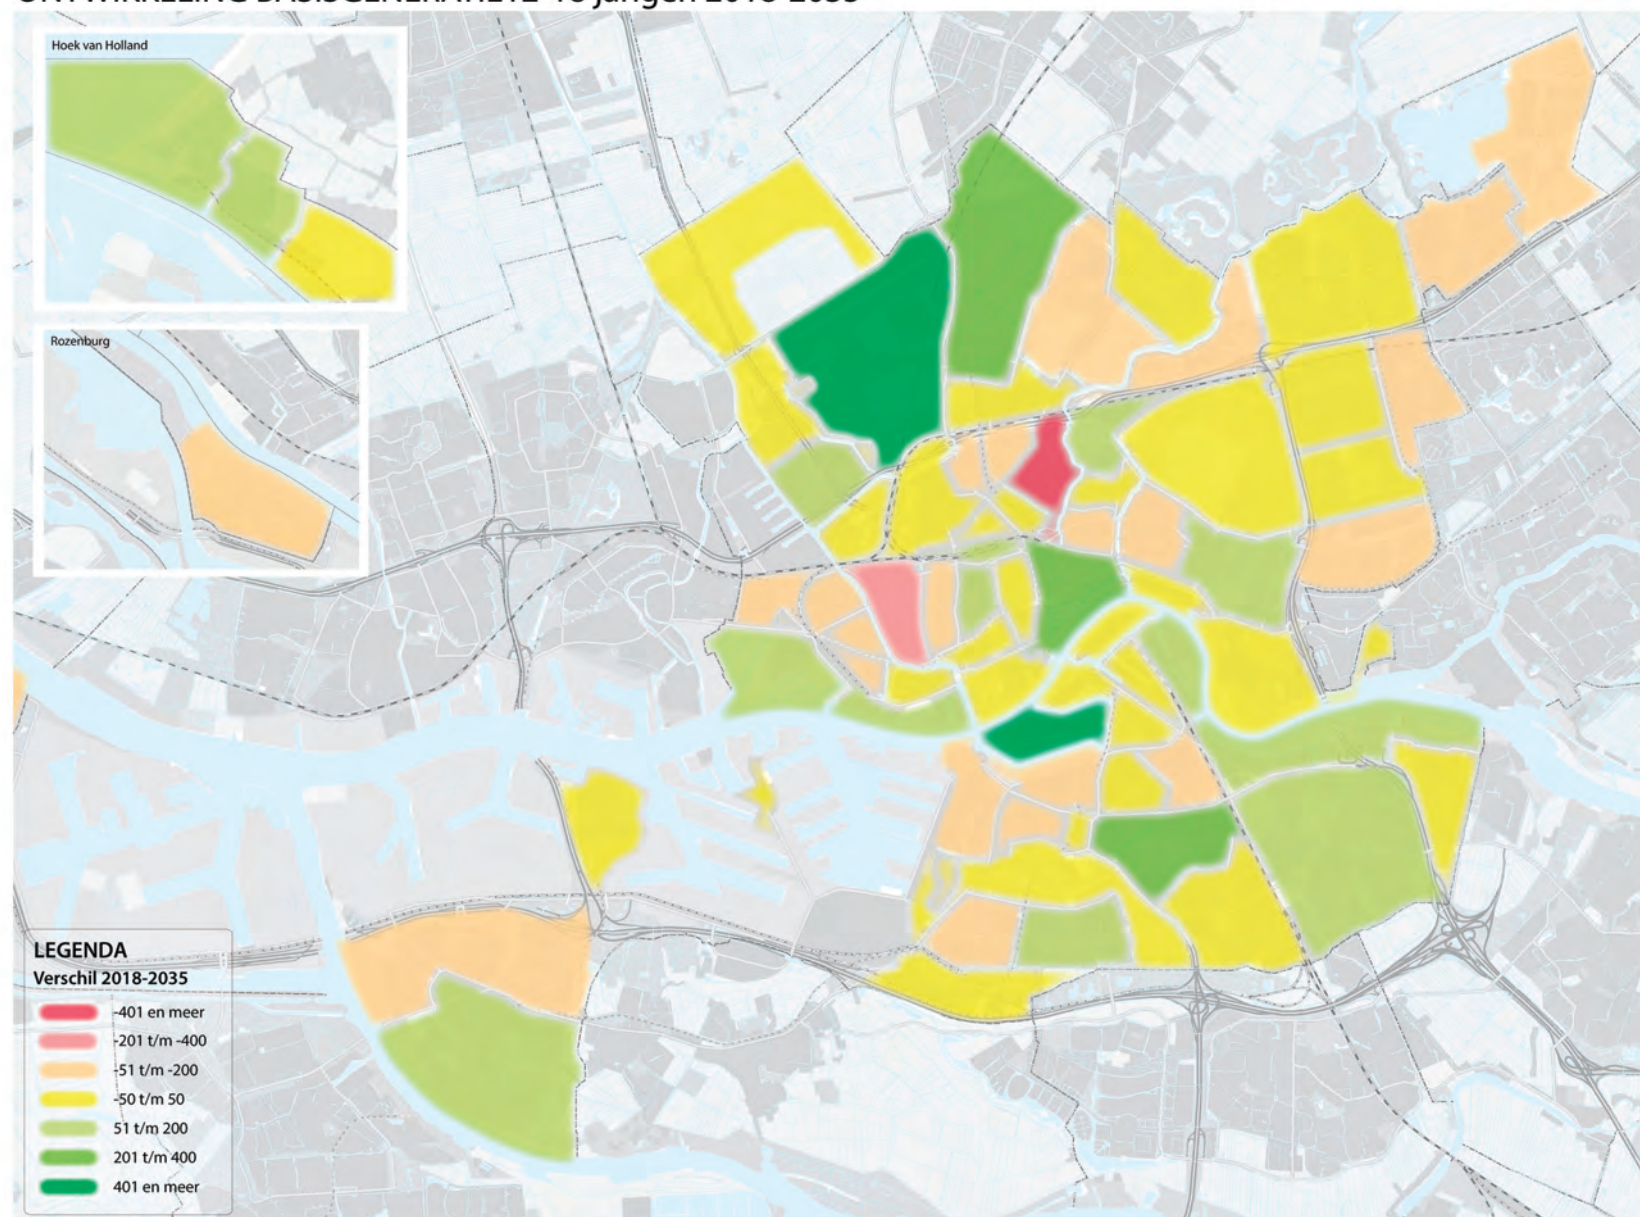 Hoek van Holland
Rozenburg
LEGENDA
Verschil 2018-2035
-401 en meer
-201 t/m -400
-51 t/m -200
-50 t/m 50
51 t/m 200
201 t/m 400
401 en meer